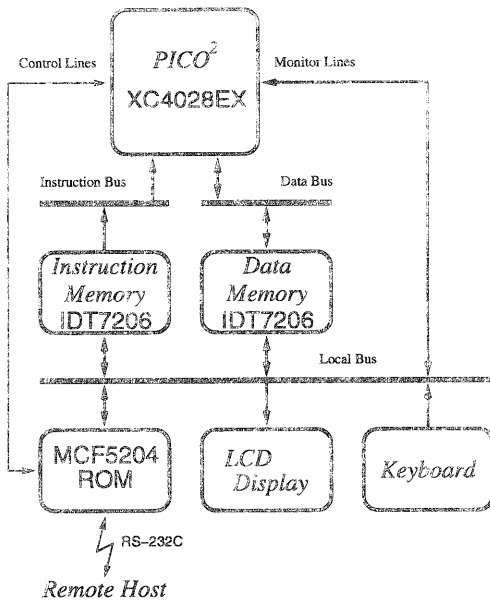 PICO²
Control Lines
Monitor Lines
XC4028EX
Instruction Bus
Data Bus
Instruction
Memory
IDT7206
Data
Memory
IDT7206
Local Bus
MCF5204
ROM
LCD
Display
Keyboard
RS-232C
Remote Host